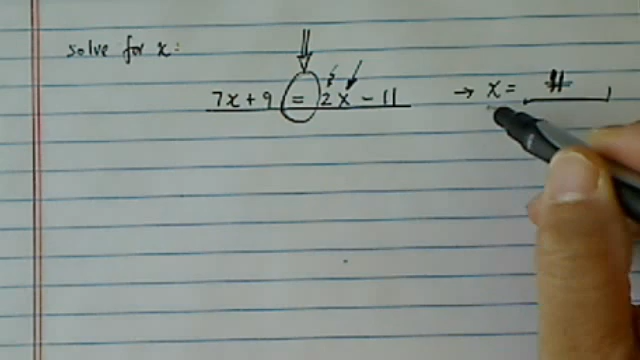 solve for x:
7x + 9 = 2x - 11 → x = #